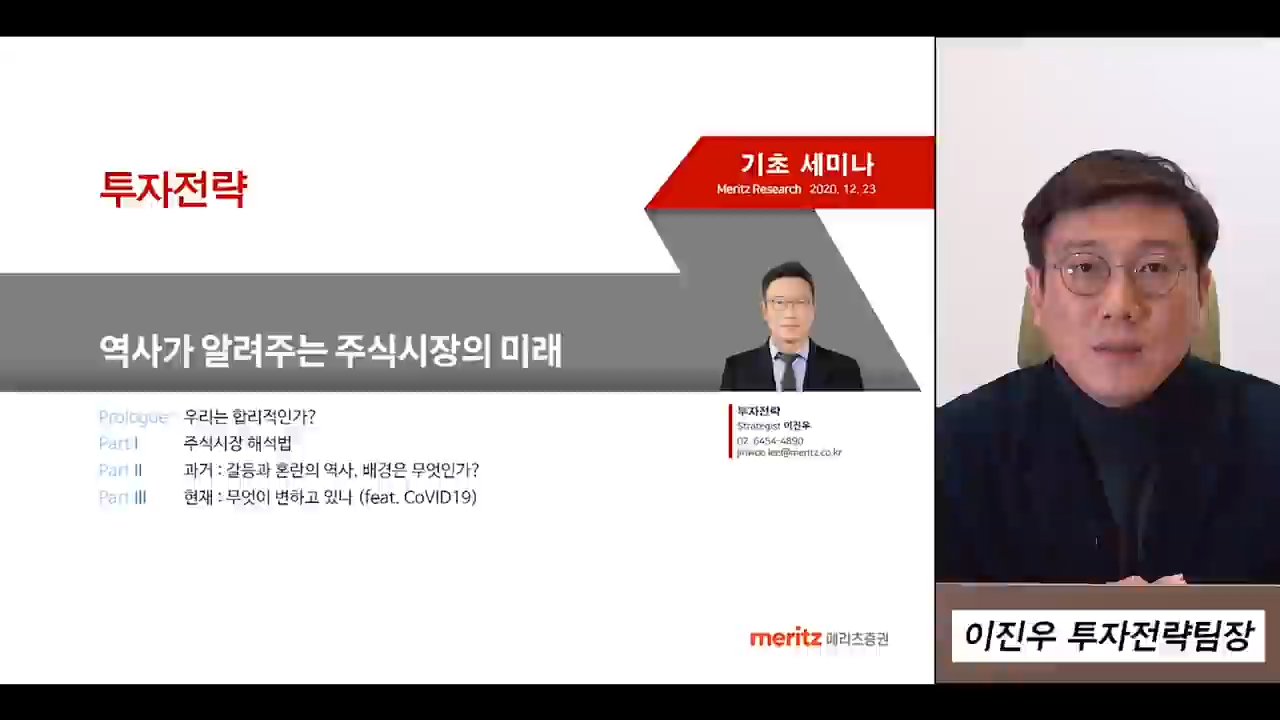 투자전략
기초 세미나
Meritz Research 2020. 12. 23
역사가 알려주는 주식시장의 미래
Prologue 우리는 합리적인가?
Part I 주식시장 해석법
Part II 과거 : 갈등과 혼란의 역사, 배경은 무엇인가?
Part III 현재 : 무엇이 변하고 있나 (feat. CoVID19)
투자전략
Strategist 이진우
02. 6454-4890
jinwoo.lee@meritz.co.kr
meritz 메리츠증권
이진우 투자전략팀장